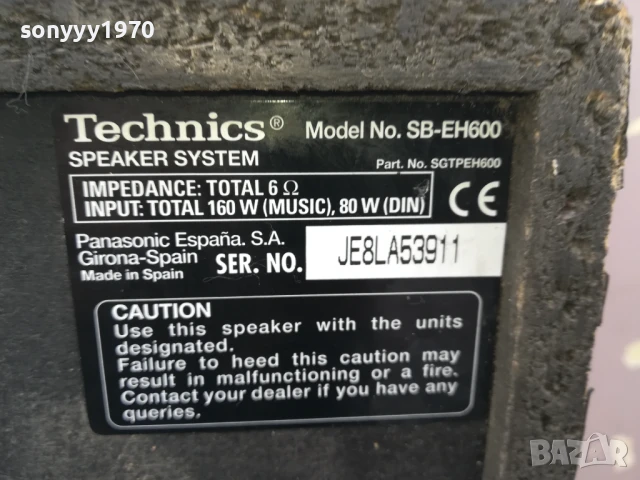 sonyyy1970
Technics® Model No. SB-EH600
SPEAKER SYSTEM Part. No. SGTPEH600
IMPEDANCE: TOTAL 6 Ω
INPUT: TOTAL 160 W (MUSIC), 80 W (DIN)
CE
Panasonic España. S.A.
Girona-Spain
Made in Spain
SER. NO. JE8LA53911
CAUTION
Use this speaker with the units
designated.
Failure to heed this caution may
result in malfunctioning or a fire.
Contact your dealer if you have any
queries.
BAZAR